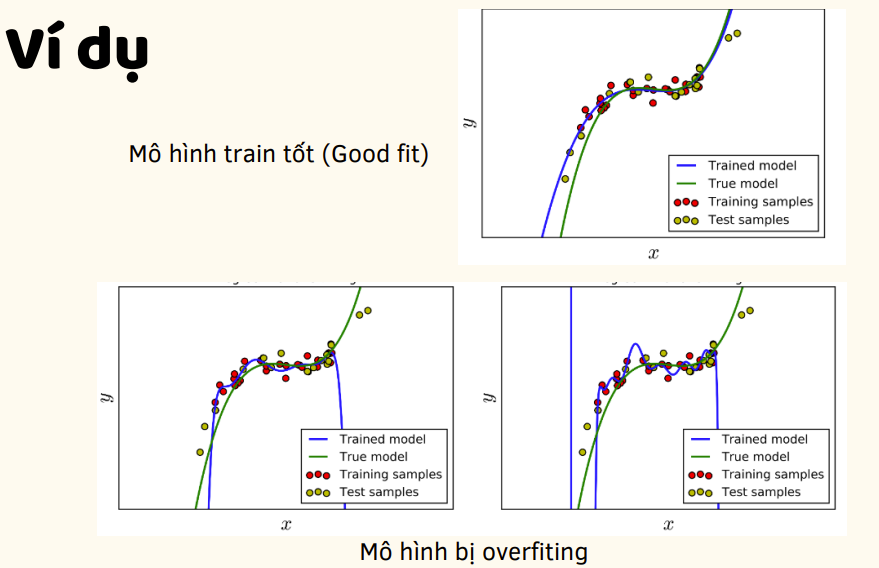 Ví dụ
Mô hình train tốt (Good fit)
y
Trained model
True model
Training samples
Test samples
x
y
Trained model
True model
Training samples
Test samples
x
y
Trained model
True model
Training samples
Test samples
x
Mô hình bị overfiting